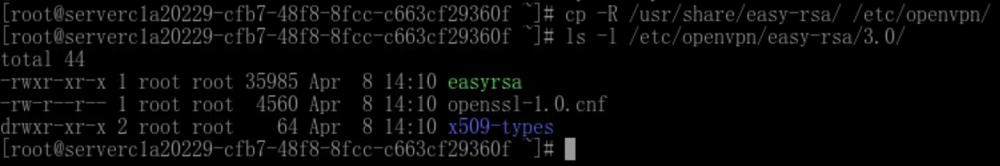 [root@serverc1a20229-cfb7-48f8-8fcc-c663cf29360f ~]# cp -R /usr/share/easy-rsa/ /etc/openvpn/
[root@serverc1a20229-cfb7-48f8-8fcc-c663cf29360f ~]# ls -l /etc/openvpn/easy-rsa/3.0/
total 44
-rwxr-xr-x 1 root root 35985 Apr  8 14:10 easyrsa
-rw-r--r-- 1 root root  4560 Apr  8 14:10 openssl-1.0.cnf
drwxr-xr-x 2 root root    64 Apr  8 14:10 x509-types
[root@serverc1a20229-cfb7-48f8-8fcc-c663cf29360f ~]#